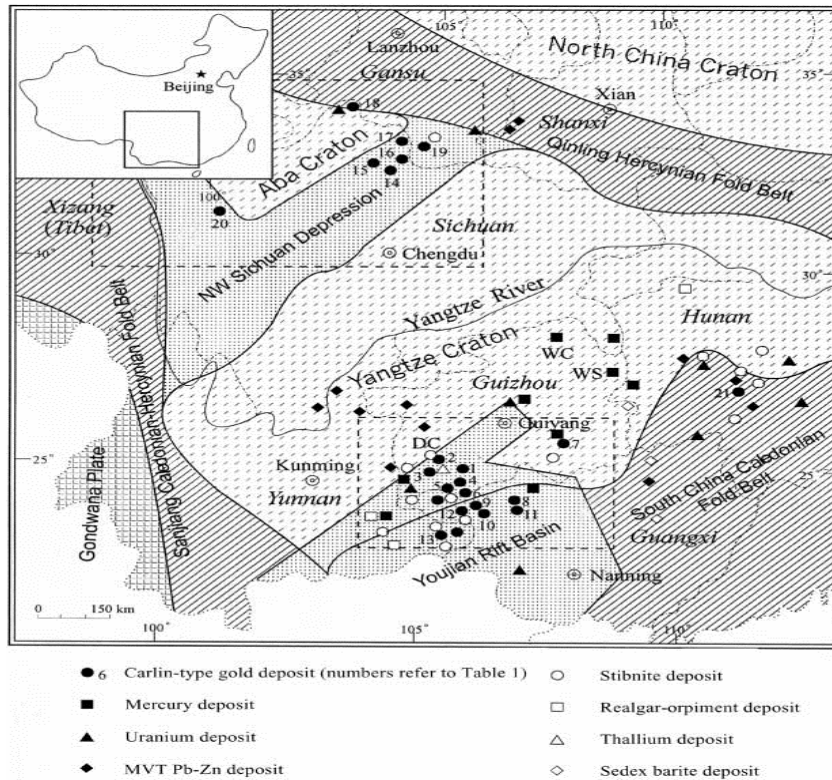 105
110
Lanzhou
Gansu
North China Craton
Beijing
35
35
Xian
18
Shanxi
17
19
16
Aba Craton
15
14
Qinling Hercynian Fold Belt
100
20
Xizang
(Tibet)
Sichuan
NW Sichuan Depression
30
Chengdu
30
Yangtze River
Hunan
Yangtze Craton
WC
WS
Guizhou
21
Guiyang
DC
7
2
1
25
3
4
25
Kunming
5
6
8
Yunnan
9
12
10
11
13
South China Caledonian
Fold Belt
Guangxi
Youjian Rift Basin
Nanning
Gondwana Plate
Sanjang Caledonian-Hercynian Fold Belt
0 150 km
100
105
110
6 Carlin-type gold deposit (numbers refer to Table 1)
Stibnite deposit
Mercury deposit
Realgar-orpiment deposit
Uranium deposit
Thallium deposit
MVT Pb-Zn deposit
Sedex barite deposit